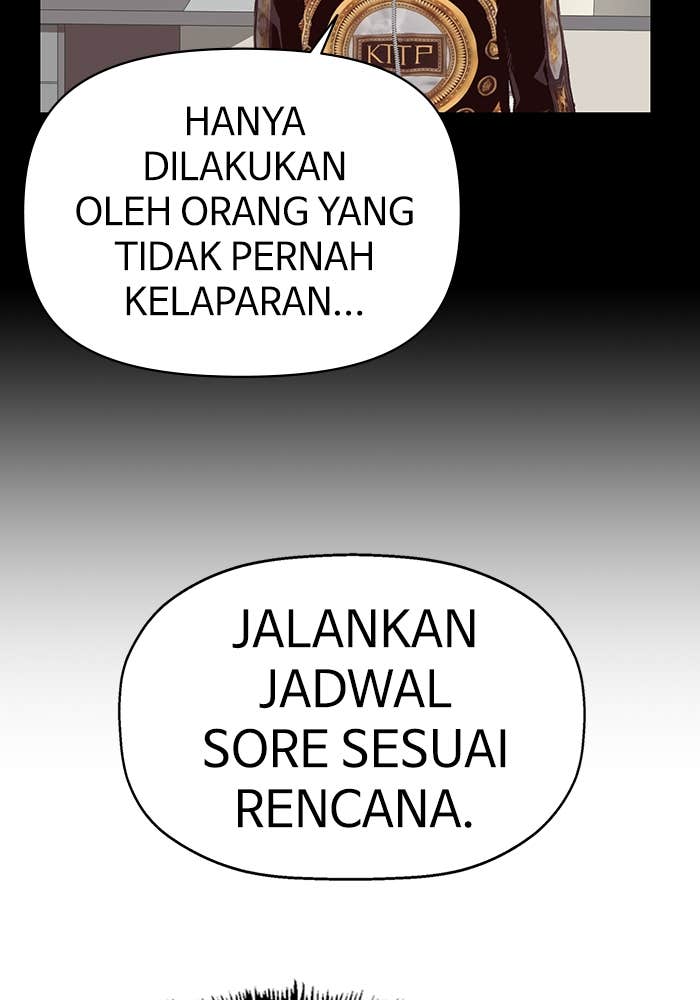 KTTP
HANYA
DILAKUKAN
OLEH ORANG YANG
TIDAK PERNAH
KELAPARAN...
JALANKAN
JADWAL
SORE SESUAI
RENCANA.